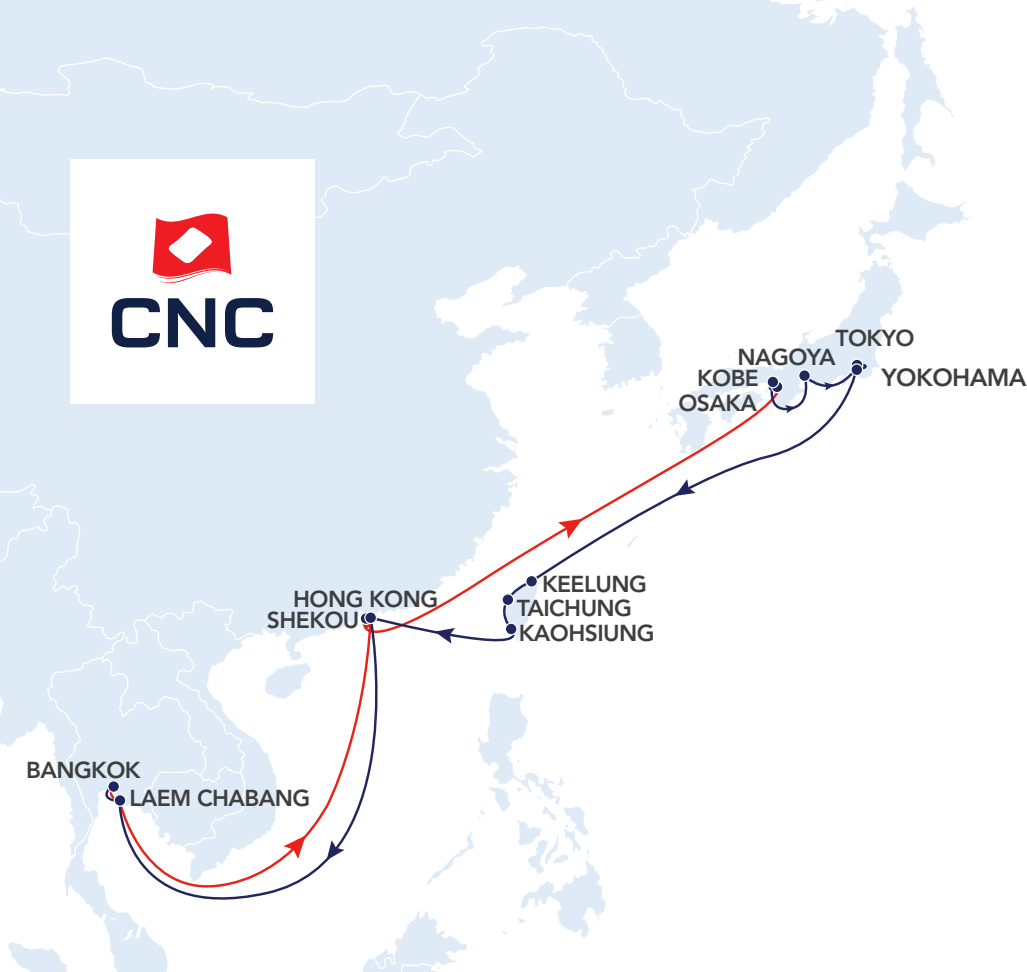 CNC
TOKYO
NAGOYA
KOBE
YOKOHAMA
OSAKA
KEELUNG
HONG KONG
TAICHUNG
SHEKOU
KAOHSIUNG
BANGKOK
LAEM CHABANG